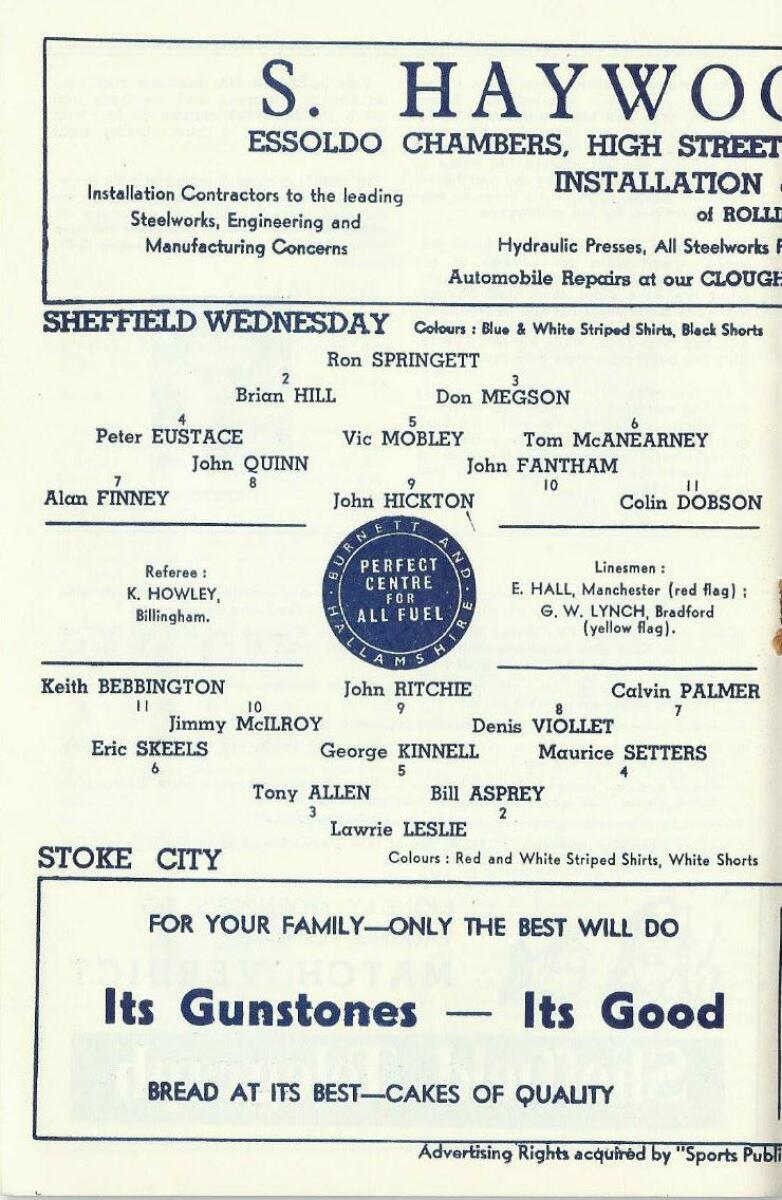 S. HAYWOO
ESSOLDO CHAMBERS, HIGH STREET
Installation Contractors to the leading
Steelworks, Engineering and
Manufacturing Concerns
INSTALLATION
of ROLL
Hydraulic Presses, All Steelworks
Automobile Repairs at our CLOUGH
SHEFFIELD WEDNESDAY Colours : Blue & White Striped Shirts, Black Shorts
Ron SPRINGETT
2 3
Brian HILL Don MEGSON
4 5 6
Peter EUSTACE Vic MOBLEY Tom McANEARNEY
John QUINN John FANTHAM
7 8 9 10 11
Alan FINNEY John HICKTON Colin DOBSON
Referee :
K. HOWLEY,
Billingham.
BURNETT AND
PERFECT
CENTRE
FOR
ALL FUEL
HALLAMSHIRE
Linesmen :
E. HALL, Manchester (red flag) ;
G. W. LYNCH, Bradford
(yellow flag).
Keith BEBBINGTON John RITCHIE Calvin PALMER
11 10 9 8 7
Jimmy McILROY Denis VIOLLET
Eric SKEELS George KINNELL Maurice SETTERS
6 5 4
Tony ALLEN Bill ASPREY
3 2
Lawrie LESLIE
STOKE CITY Colours : Red and White Striped Shirts, White Shorts
FOR YOUR FAMILY—ONLY THE BEST WILL DO
Its Gunstones — Its Good
BREAD AT ITS BEST—CAKES OF QUALITY
Advertising Rights acquired by "Sports Publi